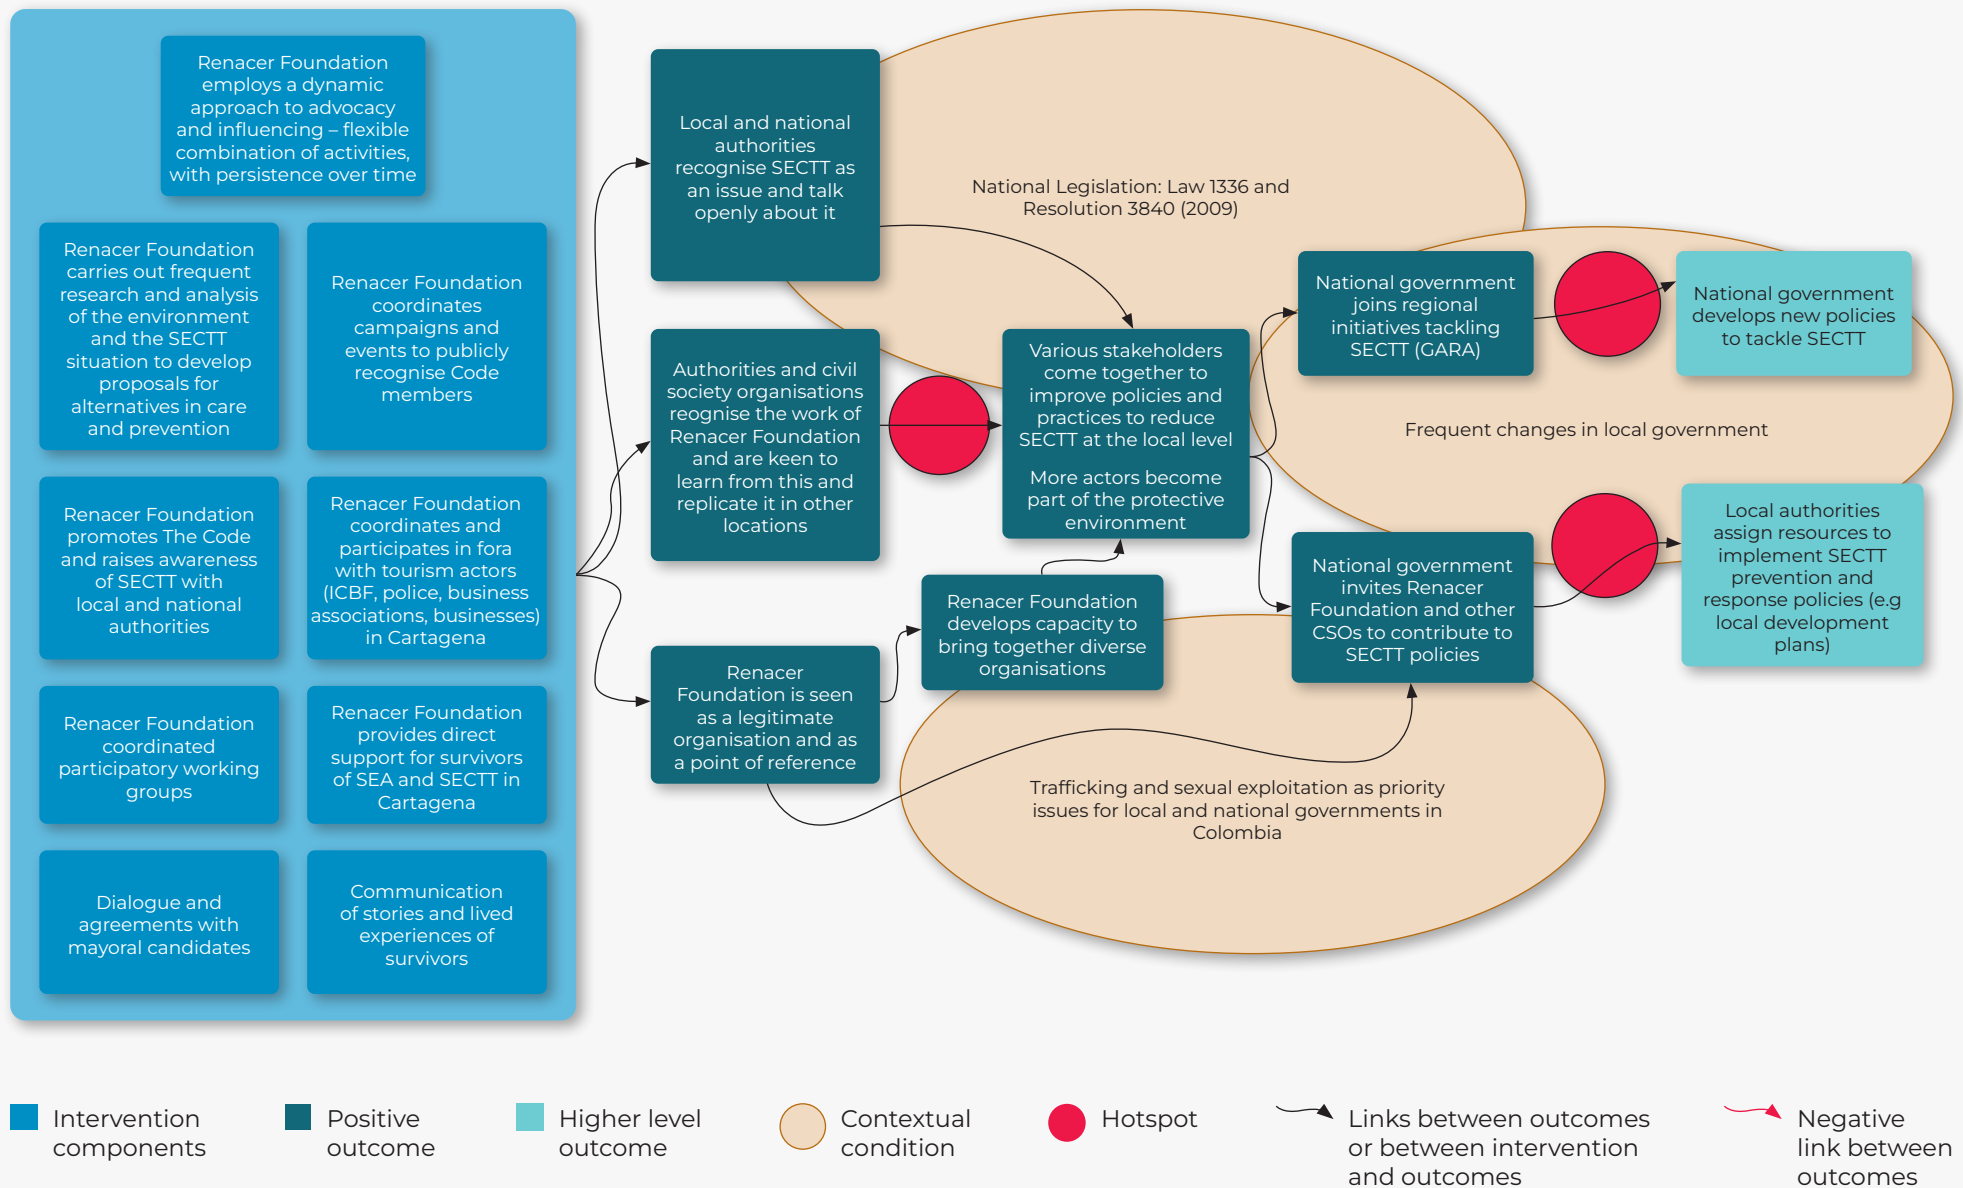 Renacer Foundation
employs a dynamic
approach to advocacy
and influencing – flexible
combination of activities,
with persistence over time
Renacer Foundation
carries out frequent
research and analysis
of the environment
and the SECTT
situation to develop
proposals for
alternatives in care
and prevention
Renacer Foundation
coordinates
campaigns and
events to publicly
recognise Code
members
Renacer Foundation
promotes The Code
and raises awareness
of SECTT with
local and national
authorities
Renacer Foundation
coordinates and
participates in fora
with tourism actors
(ICBF, police, business
associations, businesses)
in Cartagena
Renacer Foundation
coordinated
participatory working
groups
Renacer Foundation
provides direct
support for survivors
of SEA and SECTT in
Cartagena
Dialogue and
agreements with
mayoral candidates
Communication
of stories and lived
experiences of
survivors
Local and national
authorities
recognise SECTT as
an issue and talk
openly about it
Authorities and civil
society organisations
reognise the work of
Renacer Foundation
and are keen to
learn from this and
replicate it in other
locations
Renacer
Foundation is seen
as a legitimate
organisation and as
a point of reference
National Legislation: Law 1336 and
Resolution 3840 (2009)
Various stakeholders
come together to
improve policies and
practices to reduce
SECTT at the local level
More actors become
part of the protective
environment
Renacer Foundation
develops capacity to
bring together diverse
organisations
National government
joins regional
initiatives tackling
SECTT (GARA)
National government
develops new policies
to tackle SECTT
Frequent changes in local government
National government
invites Renacer
Foundation and other
CSOs to contribute to
SECTT policies
Local authorities
assign resources to
implement SECTT
prevention and
response policies (e.g
local development
plans)
Trafficking and sexual exploitation as priority
issues for local and national governments in
Colombia
Intervention
components
Positive
outcome
Higher level
outcome
Contextual
condition
Hotspot
Links between outcomes
or between intervention
and outcomes
Negative
link between
outcomes